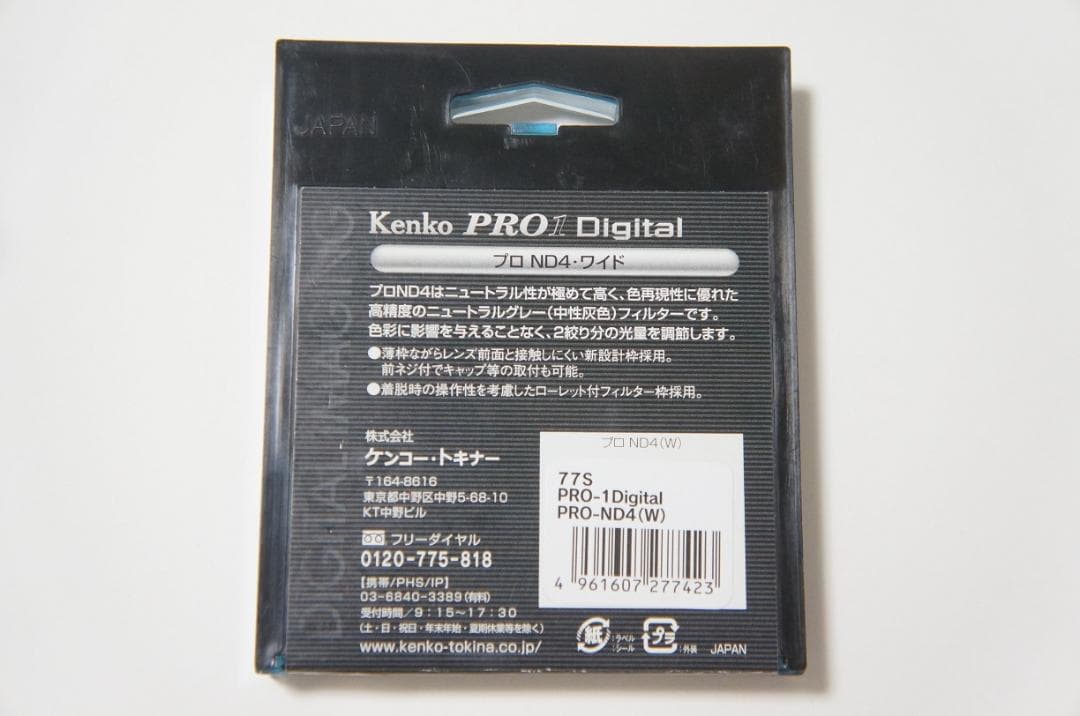 JAPAN
Kenko PRO1 Digital
プロ ND4・ワイド
プロND4はニュートラル性が極めて高く、色再現性に優れた
高精度のニュートラルグレー(中性灰色)フィルターです。
色彩に影響を与えることなく、2絞り分の光量を調節します。
●薄枠ながらレンズ前面と接触しにくい新設計枠採用。
前ネジ付でキャップ等の取付も可能。
●着脱時の操作性を考慮したローレット付フィルター枠採用。
株式会社
ケンコー・トキナー
〒164-8616
東京都中野区中野5-68-10
KT中野ビル
フリーダイヤル
0120-775-818
【携帯/PHS/IP】
03-6840-3389(有料)
受付時間/9:15~17:30
(土・日・祝日・年末年始・夏期休業等を除く)
www.kenko-tokina.co.jp/
プロ ND4(W)
77S
PRO-1Digital
PRO-ND4(W)
4 961607 277423
紙 :ラベル
:シール
プラ :外装
JAPAN
DIGITAL IMAGING